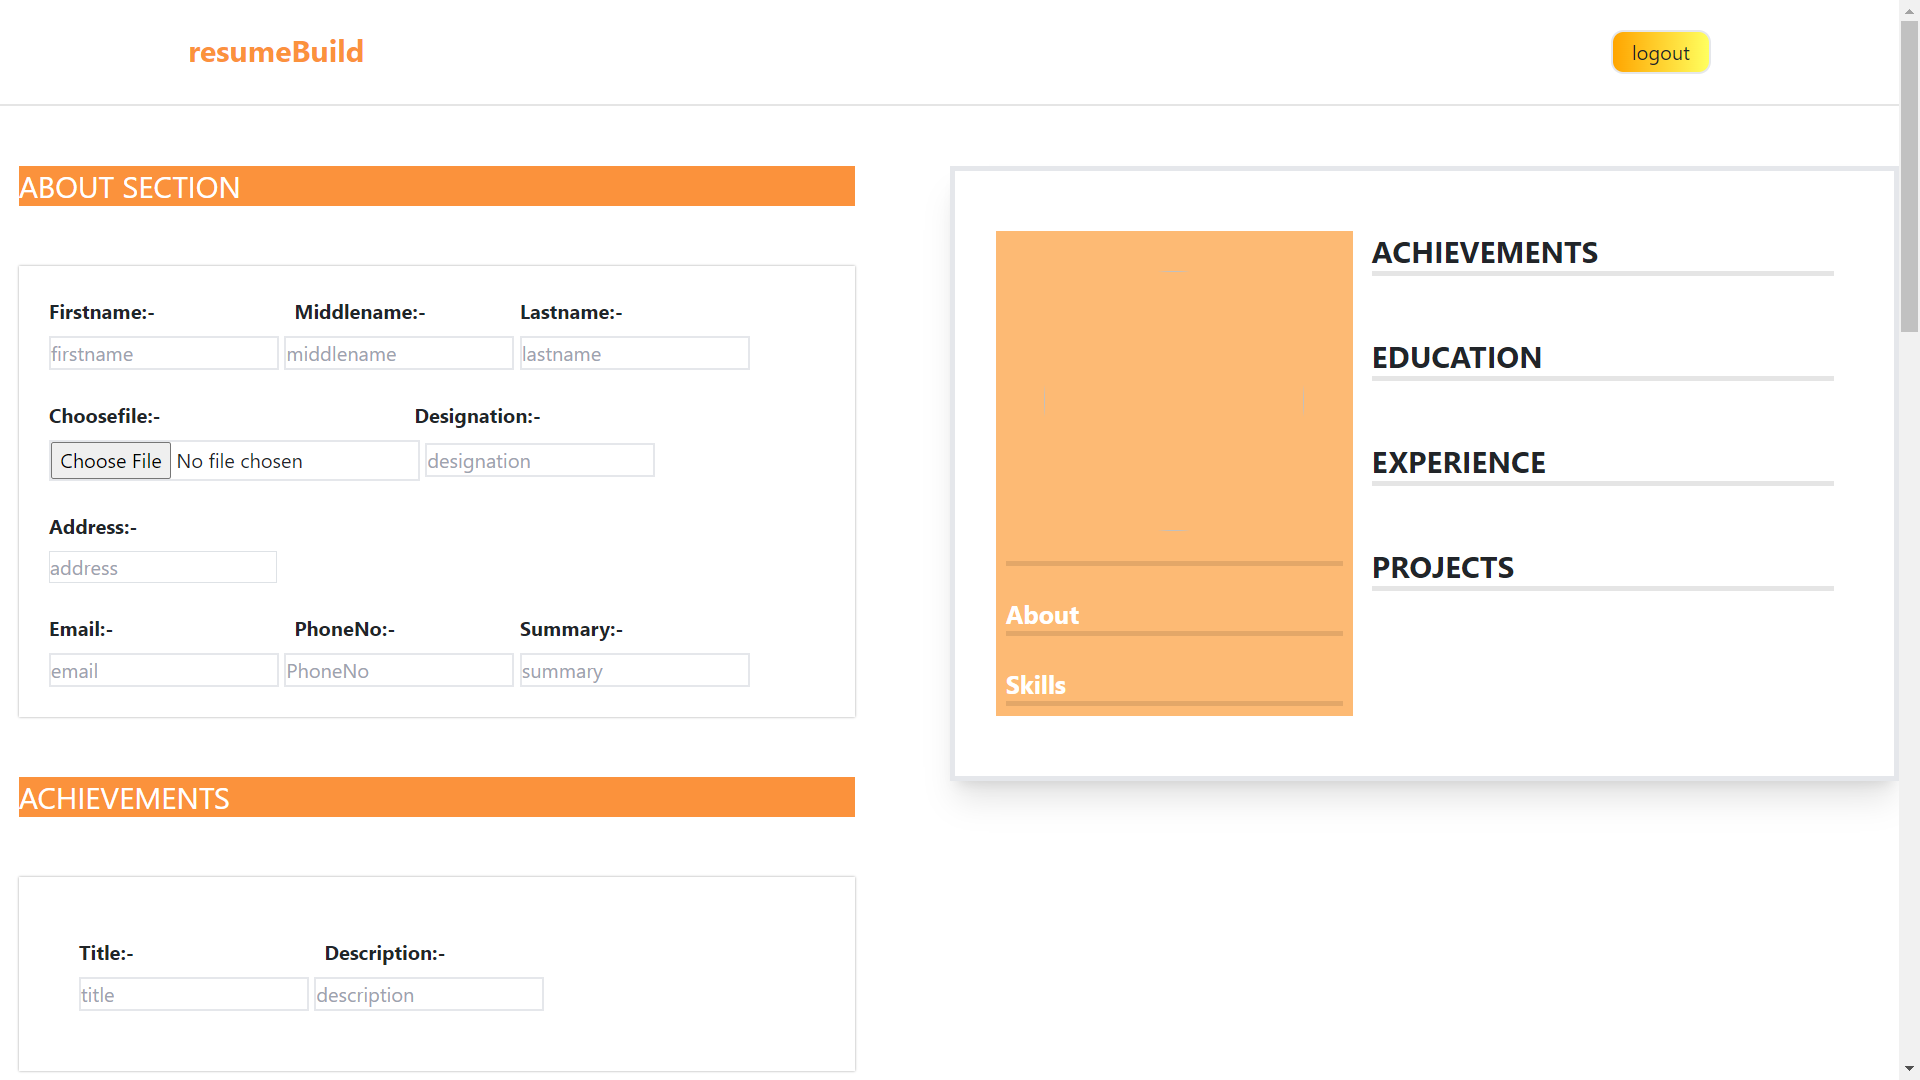 resumeBuild
logout
ABOUT SECTION
Firstname:- Middlename:- Lastname:-
firstname middlename lastname
Choosefile:- Designation:-
Choose File No file chosen designation
Address:-
address
Email:- PhoneNo:- Summary:-
email PhoneNo summary
ACHIEVEMENTS
Title:- Description:-
title description
About
Skills
ACHIEVEMENTS
EDUCATION
EXPERIENCE
PROJECTS